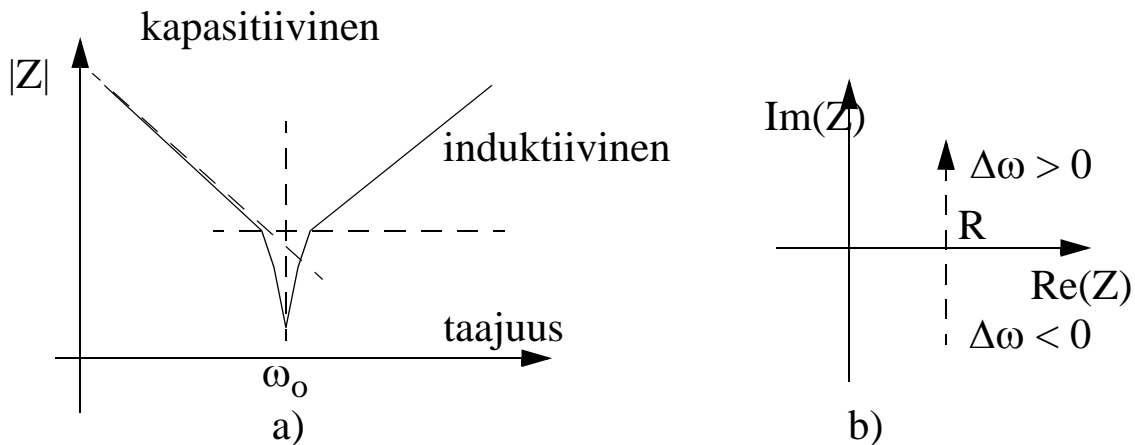 kapasitiivinen
|Z|
induktiivinen
taajuus
ωo
a)
Im(Z)
Δω > 0
R
Re(Z)
Δω < 0
b)